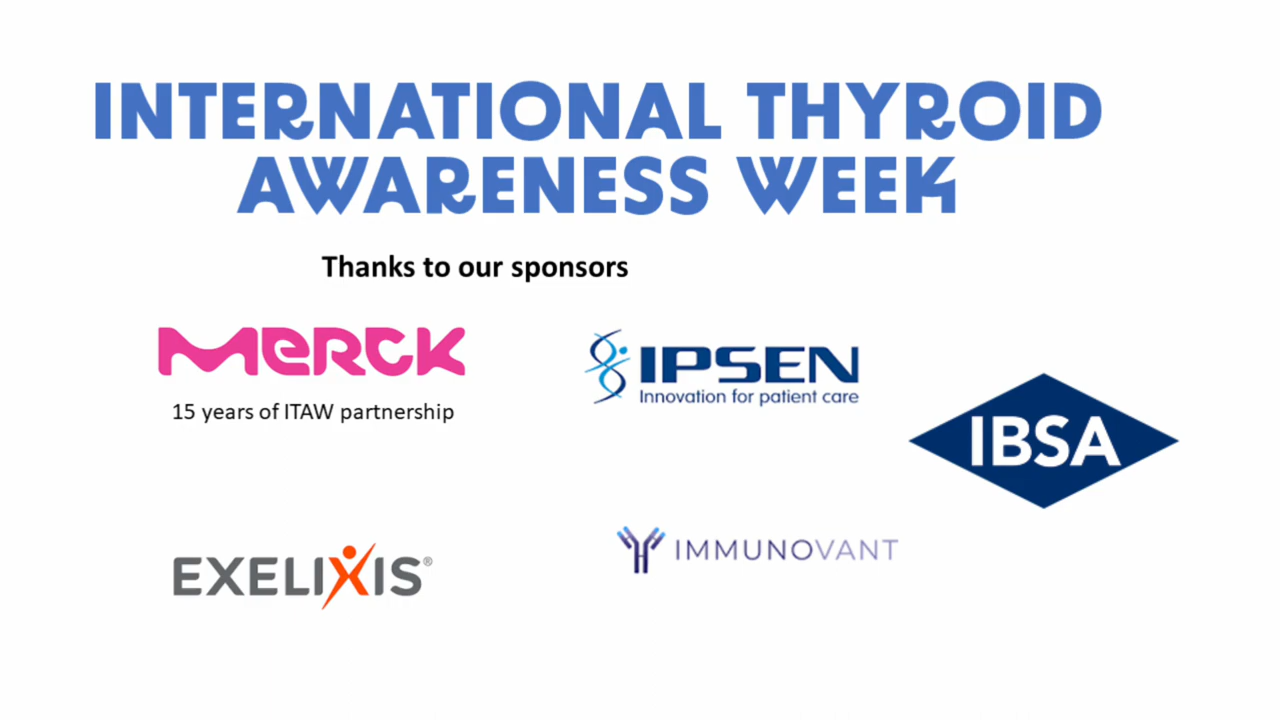 INTERNATIONAL THYROID
AWARENESS WEEK
Thanks to our sponsors
MERCK
15 years of ITAW partnership
IPSEN
Innovation for patient care
IBSA
EXELIXIS®
IMMUNOVANT